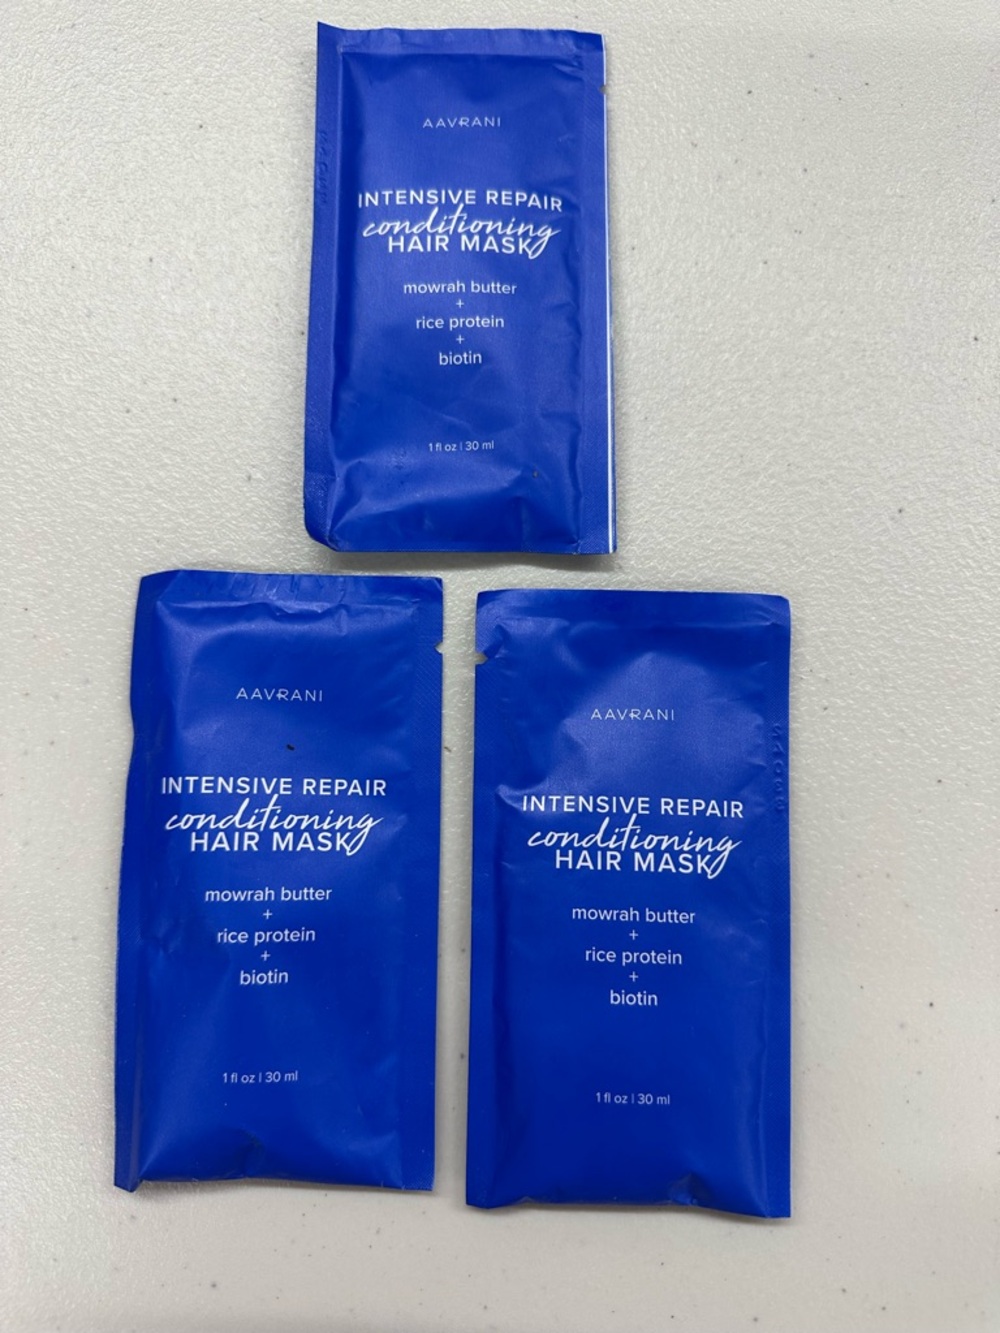 AAVRANI
INTENSIVE REPAIR
conditioning
HAIR MASK
mowrah butter
+
rice protein
+
biotin
1 fl oz | 30 ml
AAVRANI
INTENSIVE REPAIR
conditioning
HAIR MASK
mowrah butter
+
rice protein
+
biotin
1 fl oz | 30 ml
AAVRANI
INTENSIVE REPAIR
conditioning
HAIR MASK
mowrah butter
+
rice protein
+
biotin
1 fl oz | 30 ml